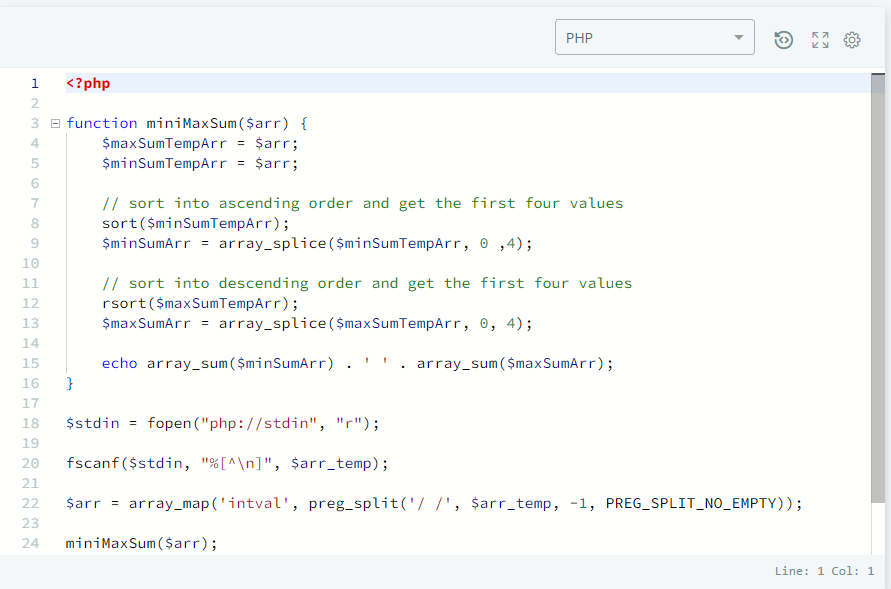 PHP
1 <?php
2
3 function miniMaxSum($arr) {
4     $maxSumTempArr = $arr;
5     $minSumTempArr = $arr;
6
7     // sort into ascending order and get the first four values
8     sort($minSumTempArr);
9     $minSumArr = array_splice($minSumTempArr, 0 ,4);
10
11     // sort into descending order and get the first four values
12     rsort($maxSumTempArr);
13     $maxSumArr = array_splice($maxSumTempArr, 0, 4);
14
15     echo array_sum($minSumArr) . ' ' . array_sum($maxSumArr);
16 }
17
18 $stdin = fopen("php://stdin", "r");
19
20 fscanf($stdin, "%[^\n]", $arr_temp);
21
22 $arr = array_map('intval', preg_split('/ /', $arr_temp, -1, PREG_SPLIT_NO_EMPTY));
23
24 miniMaxSum($arr);
Line: 1 Col: 1